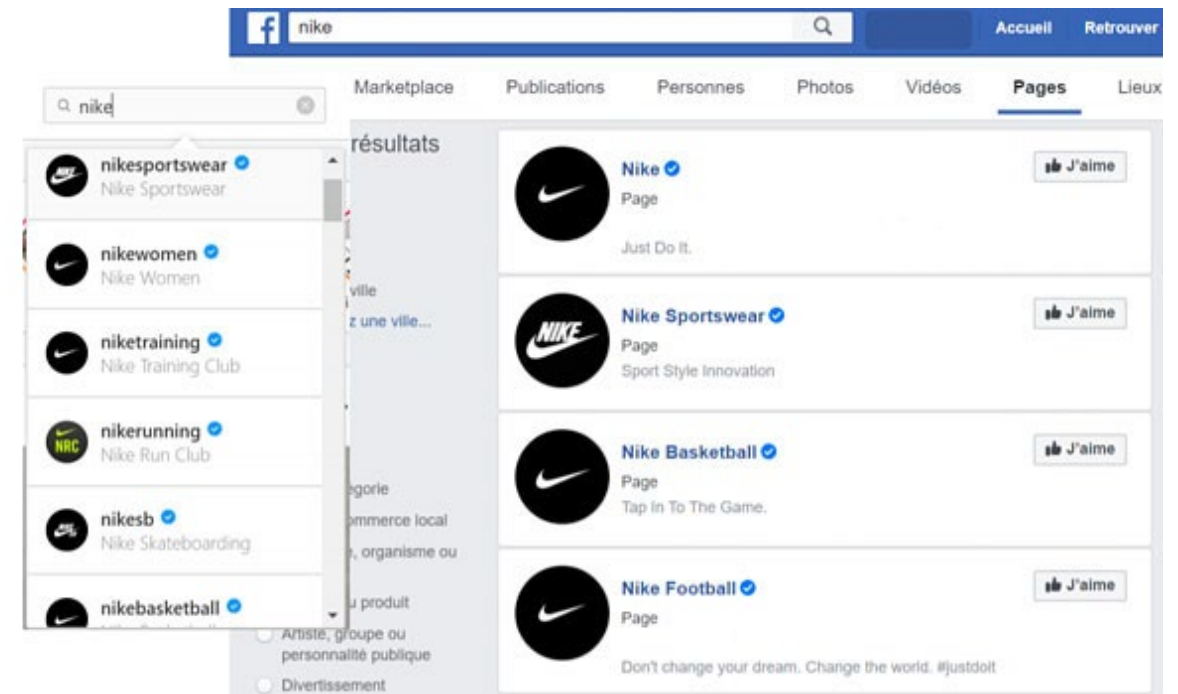 nike
Accueil
Retrouver
Marketplace
Publications
Personnes
Photos
Vidéos
Pages
Lieux
nike
nikesportswear
Nike Sportswear
nikewomen
Nike Women
niketraining
Nike Training Club
NRC
nikerunning
Nike Run Club
nikesb
Nike Skateboarding
nikebasketball
résultats
ville
z une ville...
egorie
ommerce local
, organisme ou
u produit
Artiste, groupe ou
personnalité publique
Divertissement
Nike
J'aime
Page
Just Do It.
NIKE
Nike Sportswear
J'aime
Page
Sport Style Innovation
Nike Basketball
J'aime
Page
Tap In To The Game.
Nike Football
J'aime
Page
Don't change your dream. Change the world. #justdoit